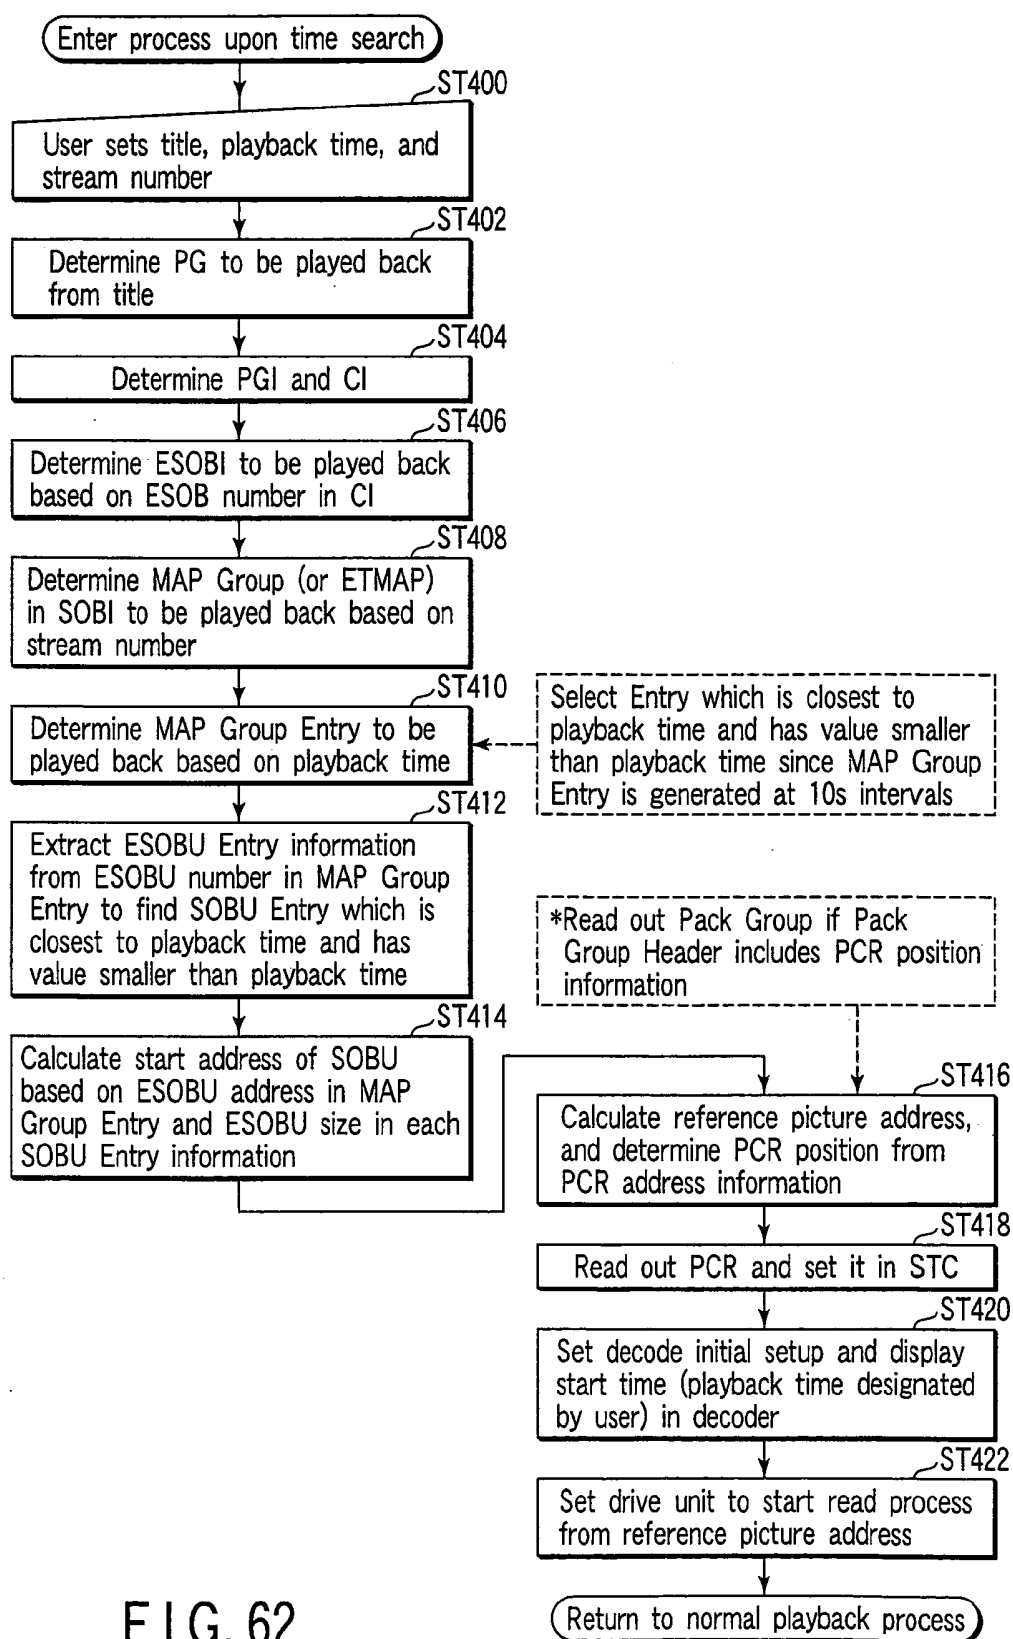 Enter process upon time search
ST400
User sets title, playback time, and
stream number
ST402
Determine PG to be played back
from title
ST404
Determine PGI and CI
ST406
Determine ESOBI to be played back
based on ESOB number in CI
ST408
Determine MAP Group (or ETMAP)
in SOBI to be played back based on
stream number
ST410
Determine MAP Group Entry to be
played back based on playback time
Select Entry which is closest to
playback time and has value smaller
than playback time since MAP Group
Entry is generated at 10s intervals
ST412
Extract ESOBU Entry information
from ESOBU number in MAP Group
Entry to find SOBU Entry which is
closest to playback time and has
value smaller than playback time
ST414
Calculate start address of SOBU
based on ESOBU address in MAP
Group Entry and ESOBU size in each
SOBU Entry information
*Read out Pack Group if Pack
Group Header includes PCR position
information
ST416
Calculate reference picture address,
and determine PCR position from
PCR address information
ST418
Read out PCR and set it in STC
ST420
Set decode initial setup and display
start time (playback time designated
by user) in decoder
ST422
Set drive unit to start read process
from reference picture address
Return to normal playback process
FIG. 62